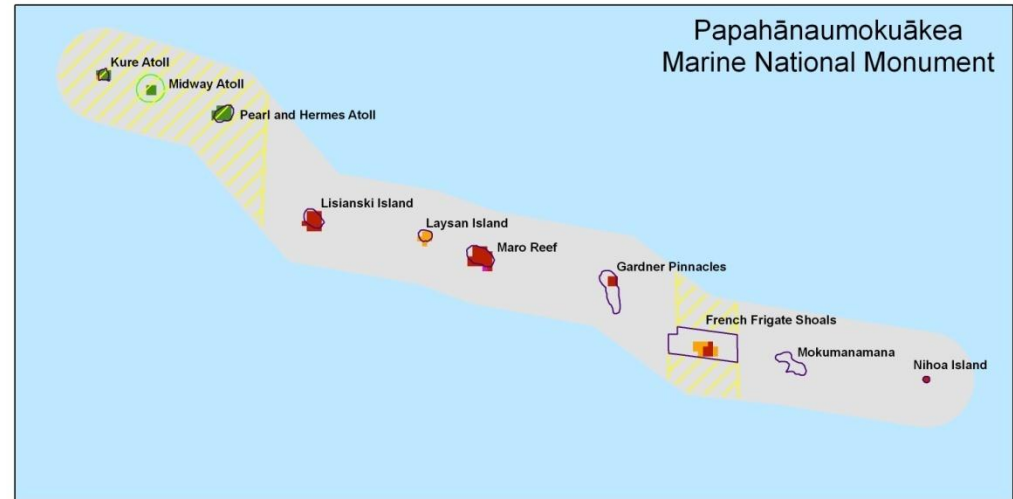 Papahānaumokuākea
Marine National Monument
Kure Atoll
Midway Atoll
Pearl and Hermes Atoll
Lisianski Island
Laysan Island
Maro Reef
Gardner Pinnacles
French Frigate Shoals
Mokumanamana
Nihoa Island